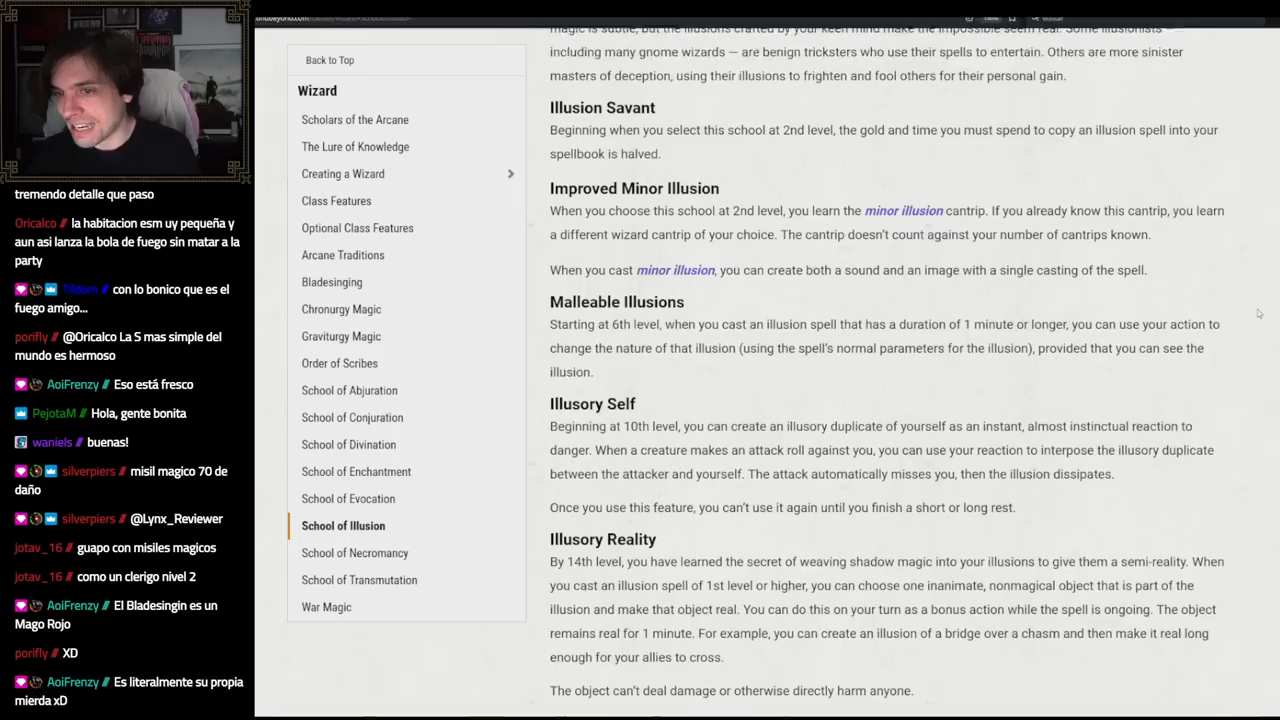 tremendo detalle que paso
Oricalco // la habitacion esm uy pequeña y
aun asi lanza la bola de fuego sin matar a la
party
Tildom // con lo bonico que es el
fuego amigo...
porifly // @Oricalco La S mas simple del
mundo es hermoso
AoiFrenzy // Eso está fresco
PejotaM // Hola, gente bonita
waniels // buenas!
silverpiers // misil magico 70 de
daño
silverpiers // @Lynx_Reviewer
jotav_16 // guapo con misiles magicos
jotav_16 // como un clerigo nivel 2
AoiFrenzy // El Bladesingin es un
Mago Rojo
porifly // XD
AoiFrenzy // Es literalmente su propia
mierda xD
Back to Top
Wizard
Scholars of the Arcane
The Lure of Knowledge
Creating a Wizard
Class Features
Optional Class Features
Arcane Traditions
Bladesinging
Chronurgy Magic
Graviturgy Magic
Order of Scribes
School of Abjuration
School of Conjuration
School of Divination
School of Enchantment
School of Evocation
School of Illusion
School of Necromancy
School of Transmutation
War Magic
magic is subtle, but the illusions crafted by your keen mind make the impossible seem real. Some illusionists —
including many gnome wizards — are benign tricksters who use their spells to entertain. Others are more sinister
masters of deception, using their illusions to frighten and fool others for their personal gain.
Illusion Savant
Beginning when you select this school at 2nd level, the gold and time you must spend to copy an illusion spell into your
spellbook is halved.
Improved Minor Illusion
When you choose this school at 2nd level, you learn the minor illusion cantrip. If you already know this cantrip, you learn
a different wizard cantrip of your choice. The cantrip doesn't count against your number of cantrips known.
When you cast minor illusion, you can create both a sound and an image with a single casting of the spell.
Malleable Illusions
Starting at 6th level, when you cast an illusion spell that has a duration of 1 minute or longer, you can use your action to
change the nature of that illusion (using the spell's normal parameters for the illusion), provided that you can see the
illusion.
Illusory Self
Beginning at 10th level, you can create an illusory duplicate of yourself as an instant, almost instinctual reaction to
danger. When a creature makes an attack roll against you, you can use your reaction to interpose the illusory duplicate
between the attacker and yourself. The attack automatically misses you, then the illusion dissipates.
Once you use this feature, you can't use it again until you finish a short or long rest.
Illusory Reality
By 14th level, you have learned the secret of weaving shadow magic into your illusions to give them a semi-reality. When
you cast an illusion spell of 1st level or higher, you can choose one inanimate, nonmagical object that is part of the
illusion and make that object real. You can do this on your turn as a bonus action while the spell is ongoing. The object
remains real for 1 minute. For example, you can create an illusion of a bridge over a chasm and then make it real long
enough for your allies to cross.
The object can't deal damage or otherwise directly harm anyone.